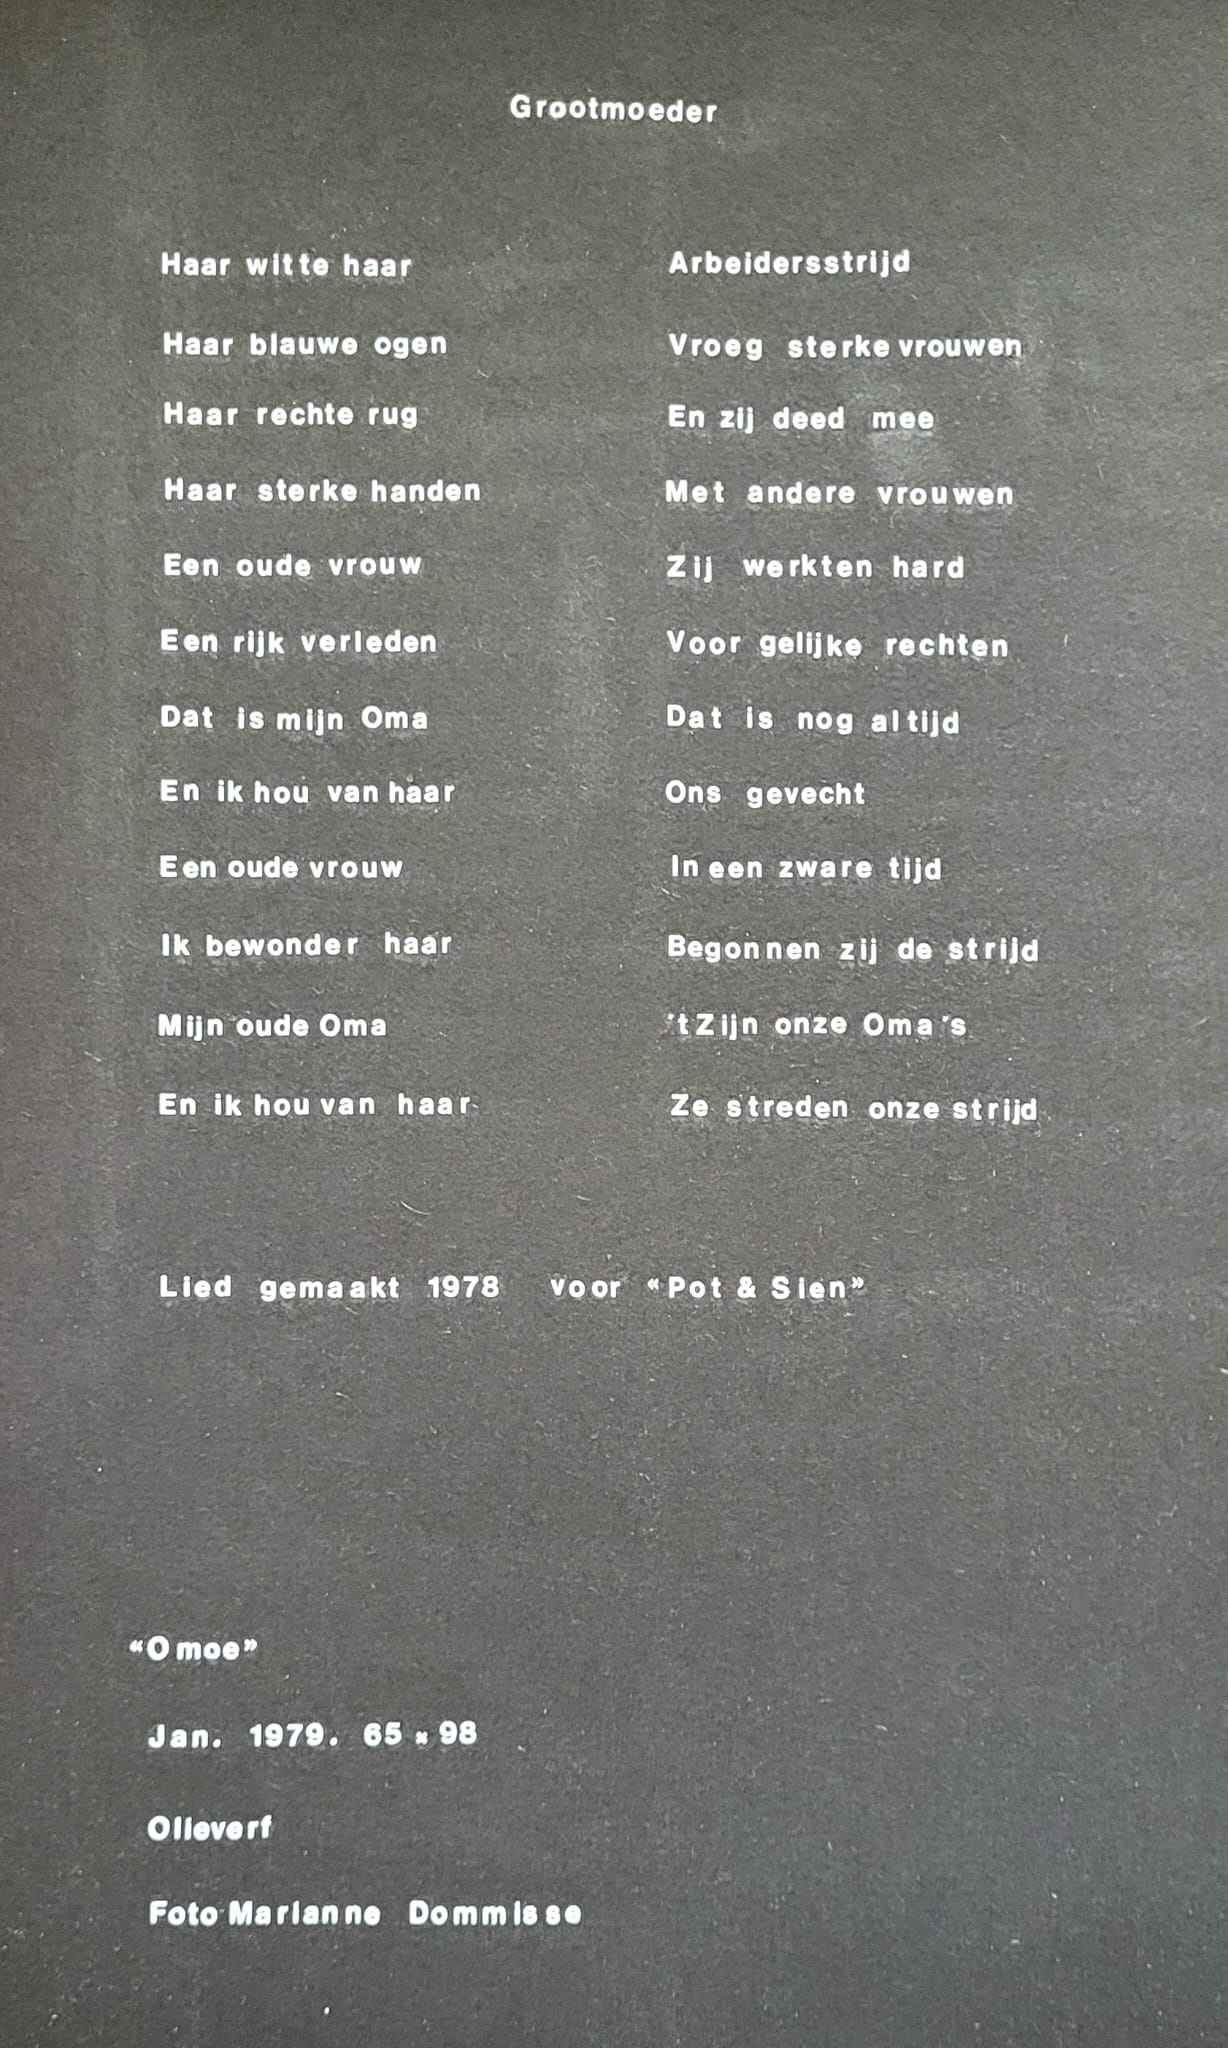 Grootmoeder
Haar witte haar
Haar blauwe ogen
Haar rechte rug
Haar sterke handen
Een oude vrouw
Een rijk verleden
Dat is mijn Oma
En ik hou van haar
Een oude vrouw
Ik bewonder haar
Mijn oude Oma
En ik hou van haar
Arbeidersstrijd
Vroeg sterke vrouwen
En zij deed mee
Met andere vrouwen
Zij werkten hard
Voor gelijke rechten
Dat is nog altijd
Ons gevecht
In een zware tijd
Begonnen zij de strijd
't Zijn onze Oma's
Ze streden onze strijd
Lied gemaakt 1978 voor "Pot & Sien"
"Omoe"
Jan. 1979. 65 x 98
Olieverf
Foto Marianne Dommisse